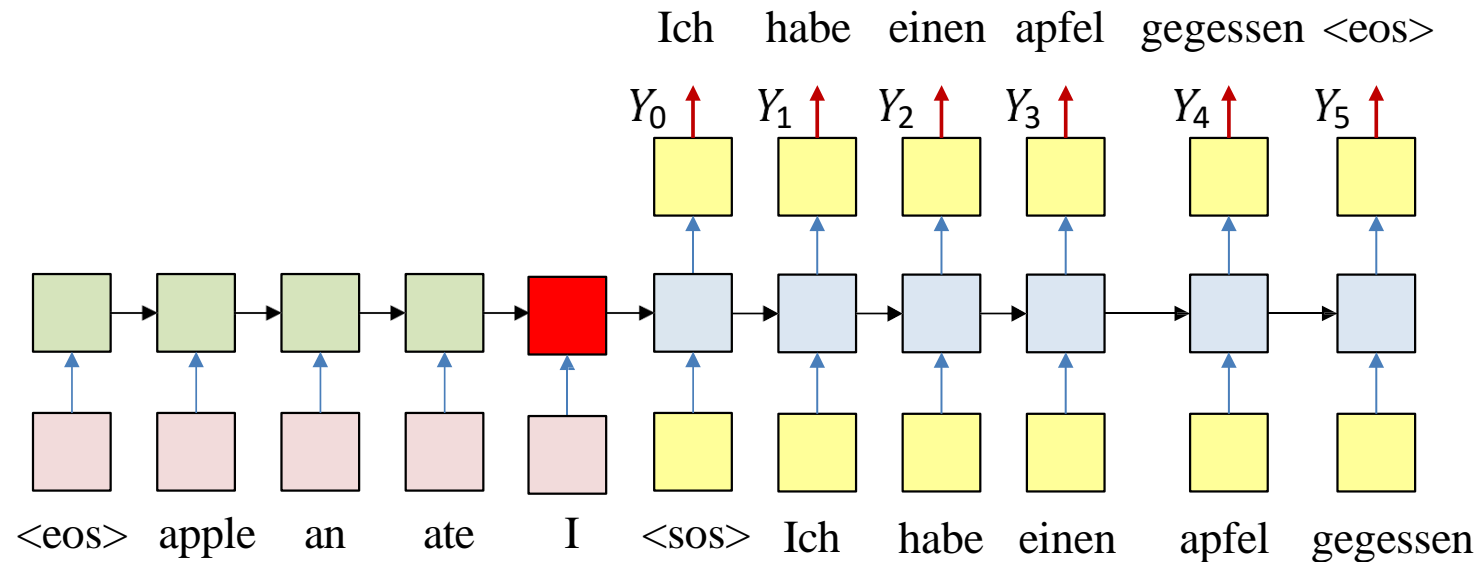 Ich habe einen apfel gegessen <eos>
Y0 Y1 Y2 Y3 Y4 Y5
<eos> apple an ate I <sos> Ich habe einen apfel gegessen